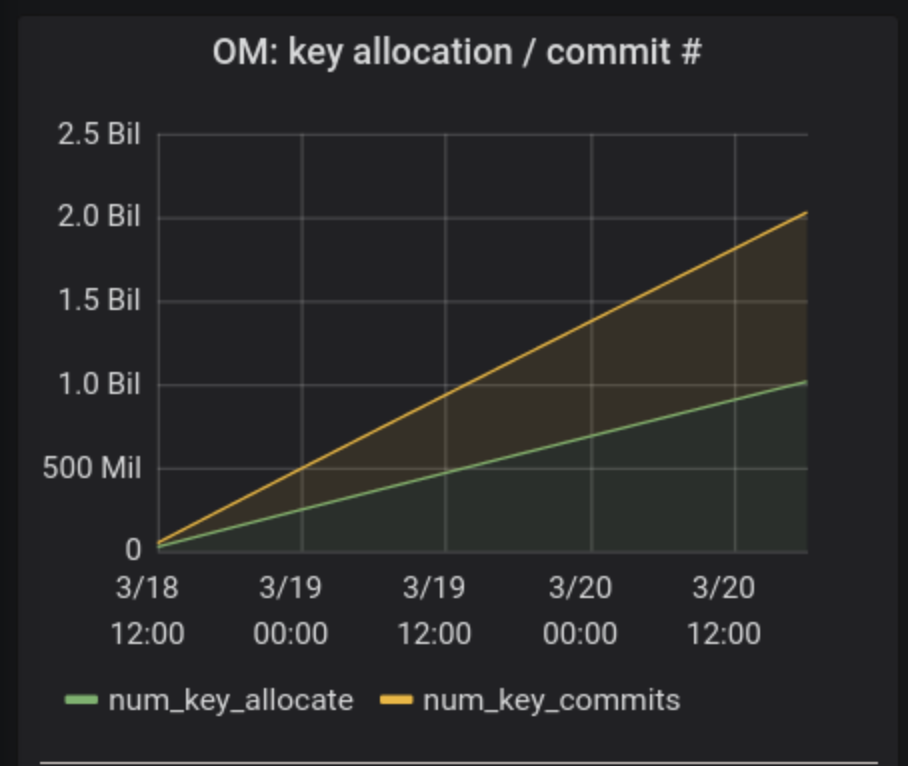 OM: key allocation / commit #
2.5 Bil
2.0 Bil
1.5 Bil
1.0 Bil
500 Mil
0
3/18 3/19 3/19 3/20 3/20
12:00 00:00 12:00 00:00 12:00
num_key_allocate num_key_commits